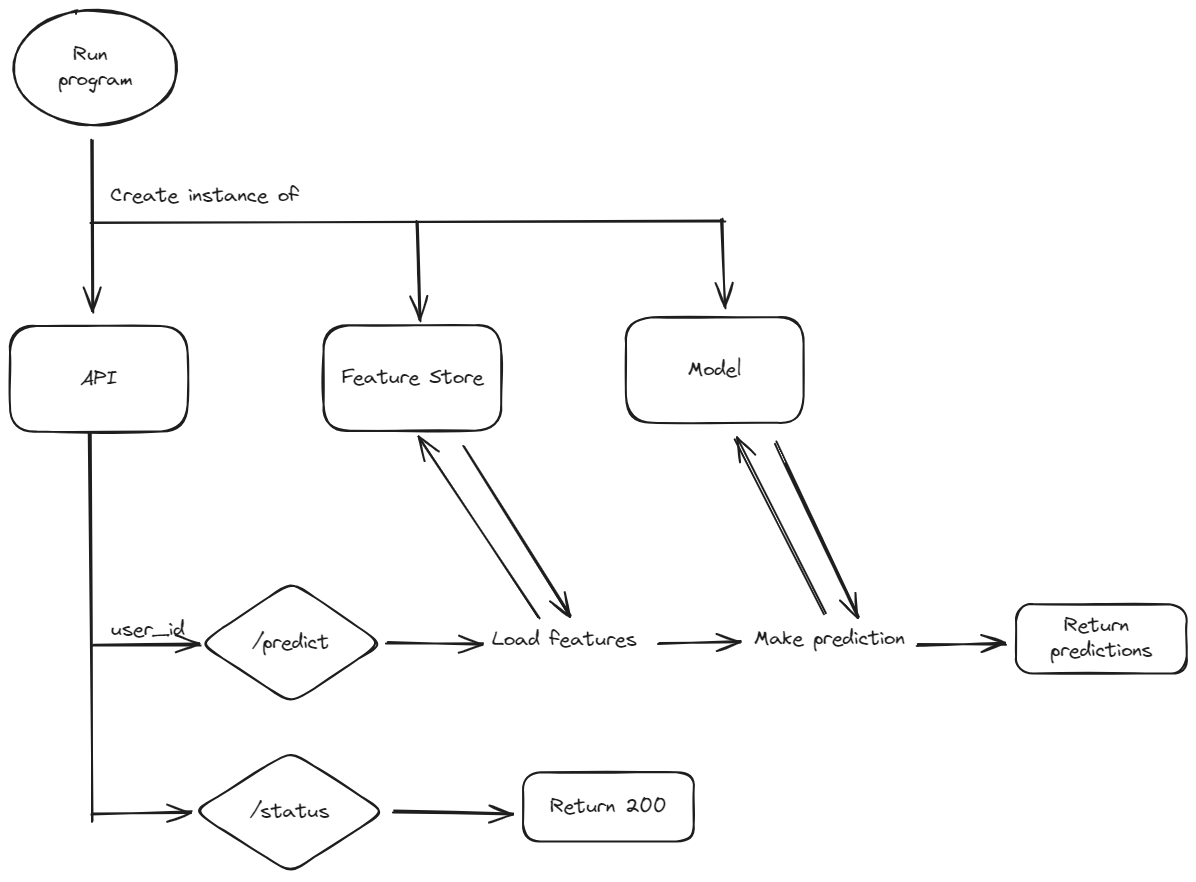 Run
program
Create instance of
API
Feature Store
Model
user_id
/predict
Load features
Make prediction
Return
predictions
/status
Return 200